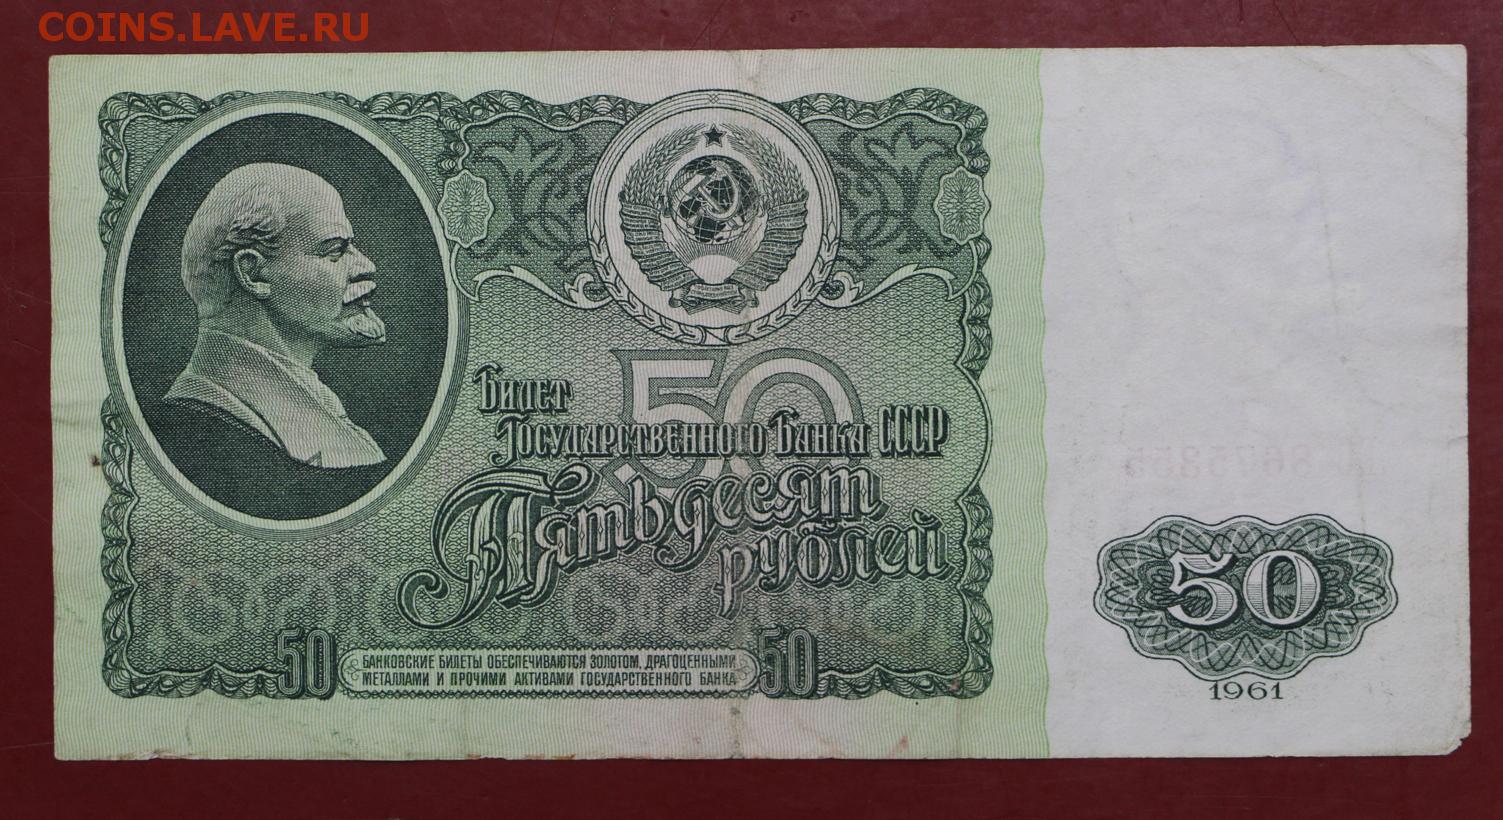 COINS.LAVE.RU
Билет
Государственного Банка СССР
50
Пятьдесят
рублей
50
БАНКОВСКИЕ БИЛЕТЫ ОБЕСПЕЧИВАЮТСЯ ЗОЛОТОМ, ДРАГОЦЕННЫМИ
МЕТАЛЛАМИ И ПРОЧИМИ АКТИВАМИ ГОСУДАРСТВЕННОГО БАНКА
50
50
1961